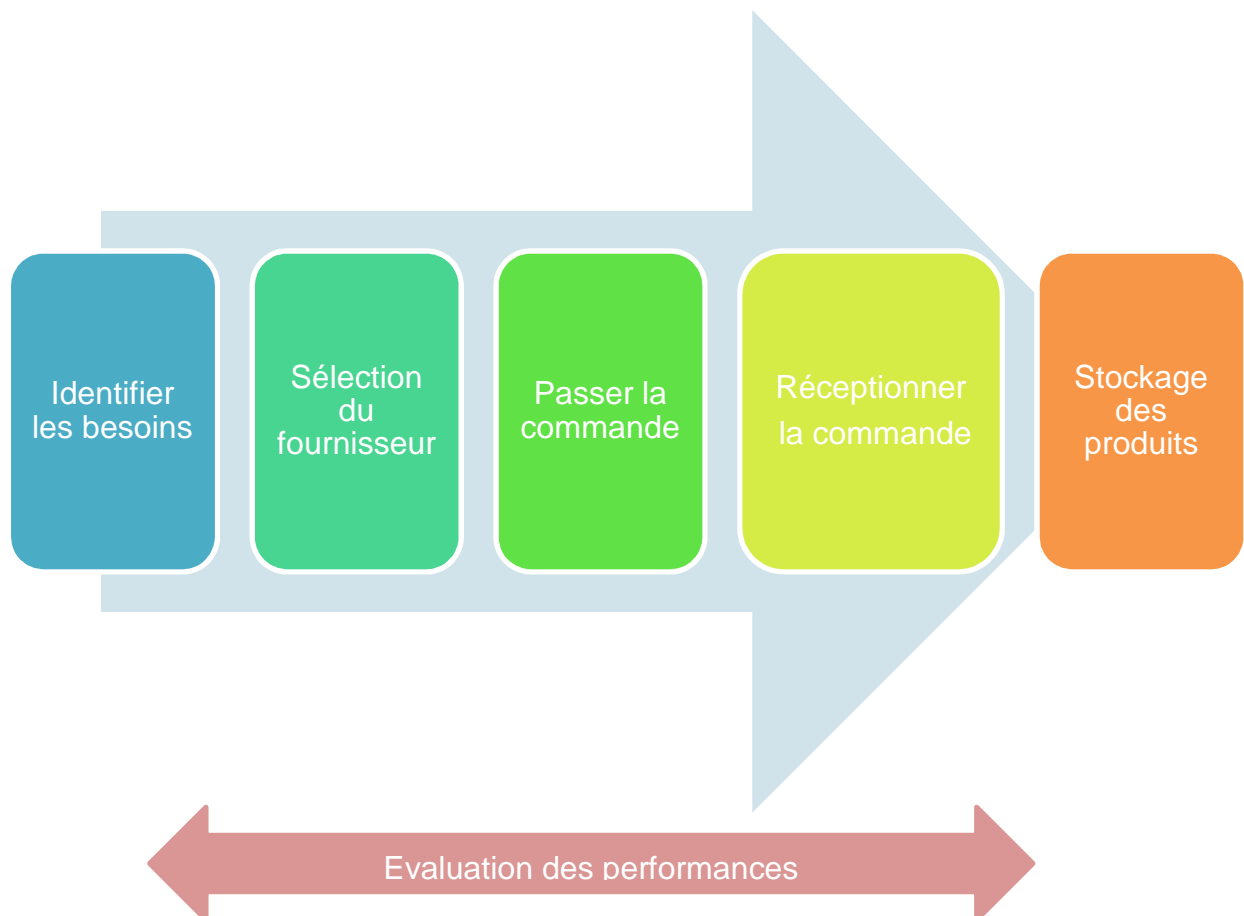 Identifier
les besoins
Sélection
du
fournisseur
Passer la
commande
Réceptionner
la commande
Stockage
des
produits
Evaluation des performances